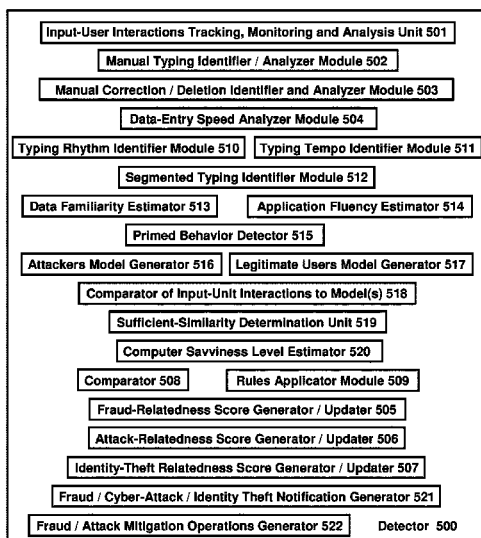 Input-User Interactions Tracking, Monitoring and Analysis Unit 501
Manual Typing Identifier / Analyzer Module 502
Manual Correction / Deletion Identifier and Analyzer Module 503
Data-Entry Speed Analyzer Module 504
Typing Rhythm Identifier Module 510 Typing Tempo Identifier Module 511
Segmented Typing Identifier Module 512
Data Familiarity Estimator 513 Application Fluency Estimator 514
Primed Behavior Detector 515
Attackers Model Generator 516 Legitimate Users Model Generator 517
Comparator of Input-Unit Interactions to Model(s) 518
Sufficient-Similarity Determination Unit 519
Computer Savviness Level Estimator 520
Comparator 508 Rules Applicator Module 509
Fraud-Relatedness Score Generator / Updater 505
Attack-Relatedness Score Generator / Updater 506
Identity-Theft Relatedness Score Generator / Updater 507
Fraud / Cyber-Attack / Identity Theft Notification Generator 521
Fraud / Attack Mitigation Operations Generator 522 Detector 500